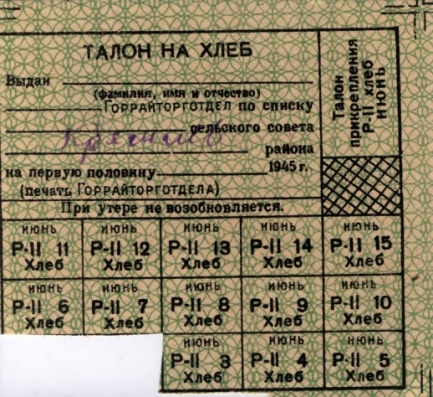 ТАЛОН НА ХЛЕБ
Выдан
(фамилия, имя и отчество)
ГОРРАЙТОРГОТДЕЛ по списку
сельского совета
района
на первую половину 1945 г.
(печать ГОРРАЙТОРГОТДЕЛА)
При утере не возобновляется.
Талон
прикрепления
Р-II хлеб
ИЮНЬ
ИЮНЬ ИЮНЬ ИЮНЬ ИЮНЬ ИЮНЬ
Р-II 11 Р-II 12 Р-II 13 Р-II 14 Р-II 15
Хлеб Хлеб Хлеб Хлеб Хлеб
ИЮНЬ ИЮНЬ ИЮНЬ ИЮНЬ ИЮНЬ
Р-II 6 Р-II 7 Р-II 8 Р-II 9 Р-II 10
Хлеб Хлеб Хлеб Хлеб Хлеб
ИЮНЬ ИЮНЬ ИЮНЬ
Р-II 3 Р-II 4 Р-II 5
Хлеб Хлеб Хлеб